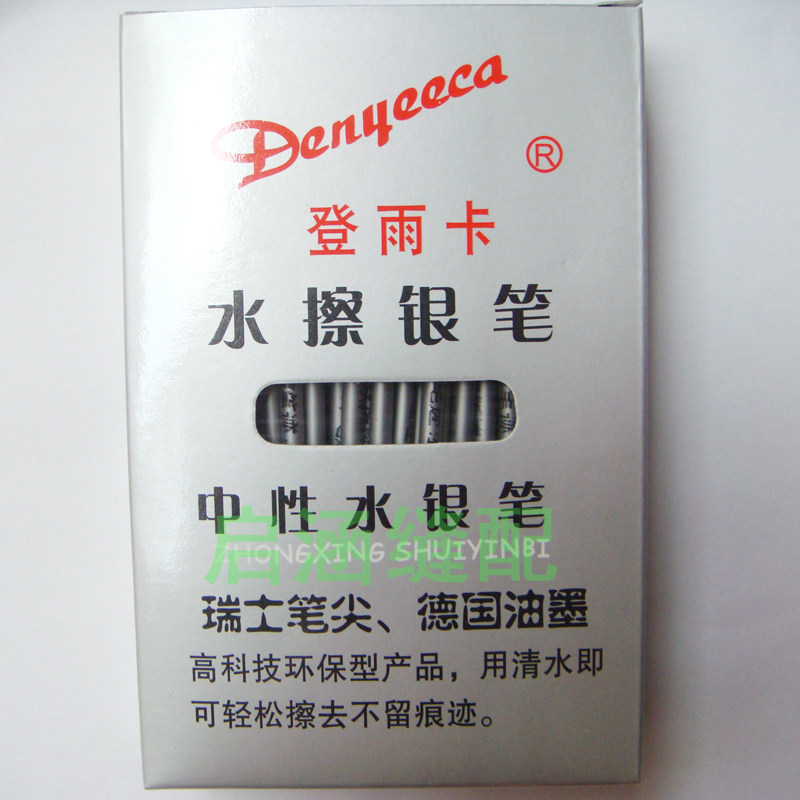 Denyeeca
®
登雨卡
水擦银笔
中性水银笔
启涵缝配
ZHONGXING SHUIYINBI
瑞士笔尖、德国油墨
高科技环保型产品，用清水即
可轻松擦去不留痕迹。